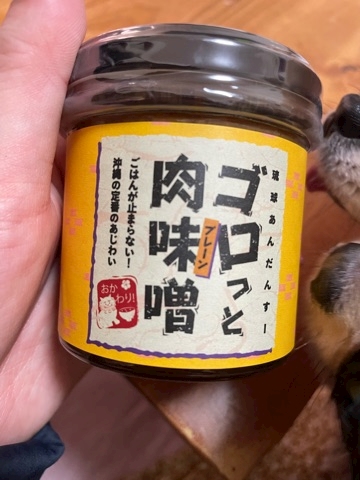 琉球あんだんすー
ゴロっと
プレーン
肉味噌
ごはんが止まらない！
沖縄の定番のあじわい
おかわり！